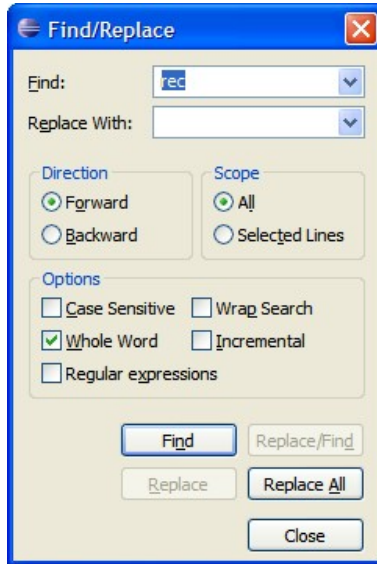 Find/Replace
Find: rec
Replace With:
Direction Scope
Forward All
Backward Selected Lines
Options
Case Sensitive Wrap Search
Whole Word Incremental
Regular expressions
Find Replace/Find
Replace Replace All
Close